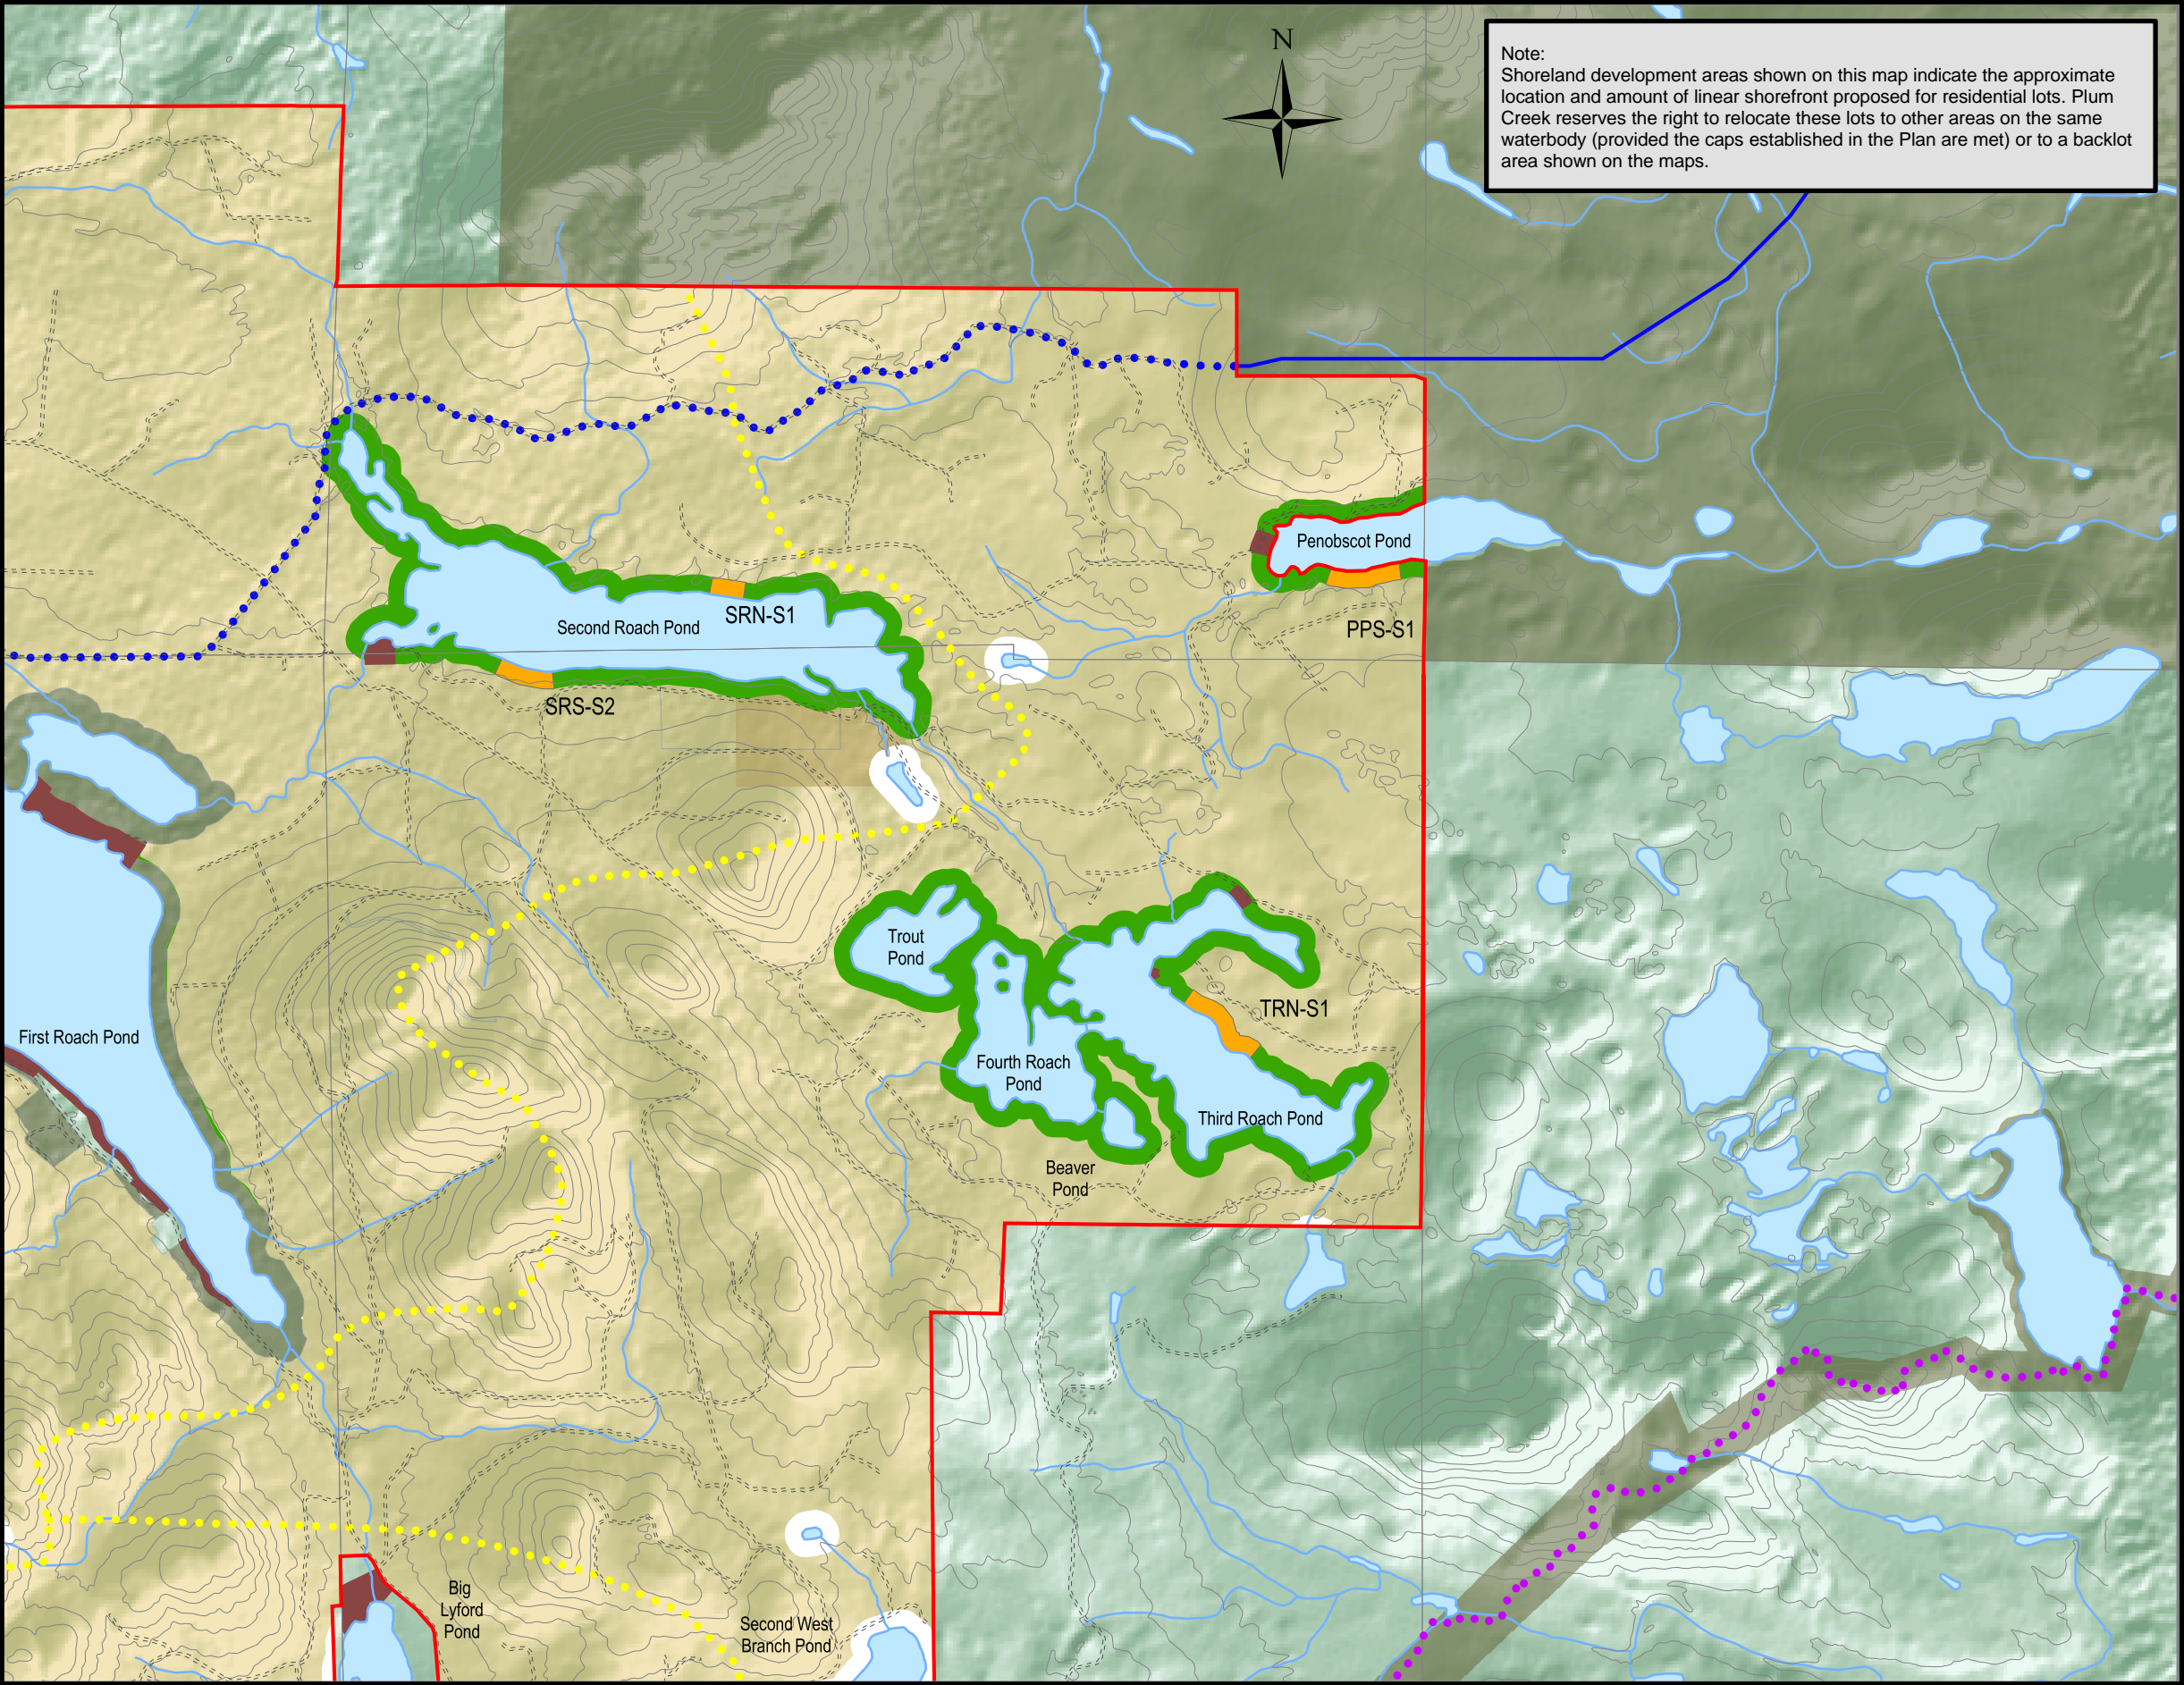 N
Note:
Shoreland development areas shown on this map indicate the approximate
location and amount of linear shorefront proposed for residential lots. Plum
Creek reserves the right to relocate these lots to other areas on the same
waterbody (provided the caps established in the Plan are met) or to a backlot
area shown on the maps.
Penobscot Pond
SRN-S1
Second Roach Pond
PPS-S1
SRS-S2
Trout
Pond
TRN-S1
First Roach Pond
Fourth Roach
Pond
Third Roach Pond
Beaver
Pond
Big
Lyford
Pond
Second West
Branch Pond